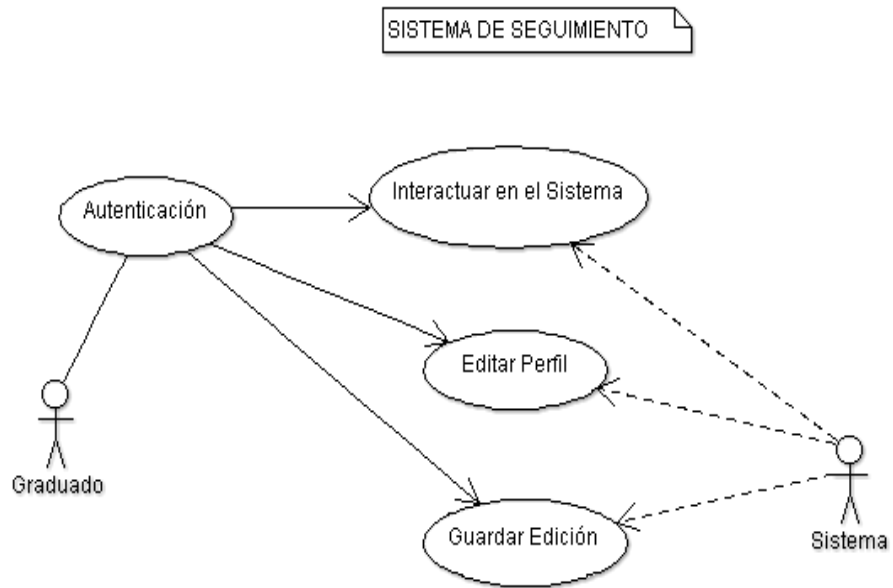 SISTEMA DE SEGUIMIENTO
Interactuar en el Sistema
Autenticación
Editar Perfil
Graduado
Guardar Edición
Sistema